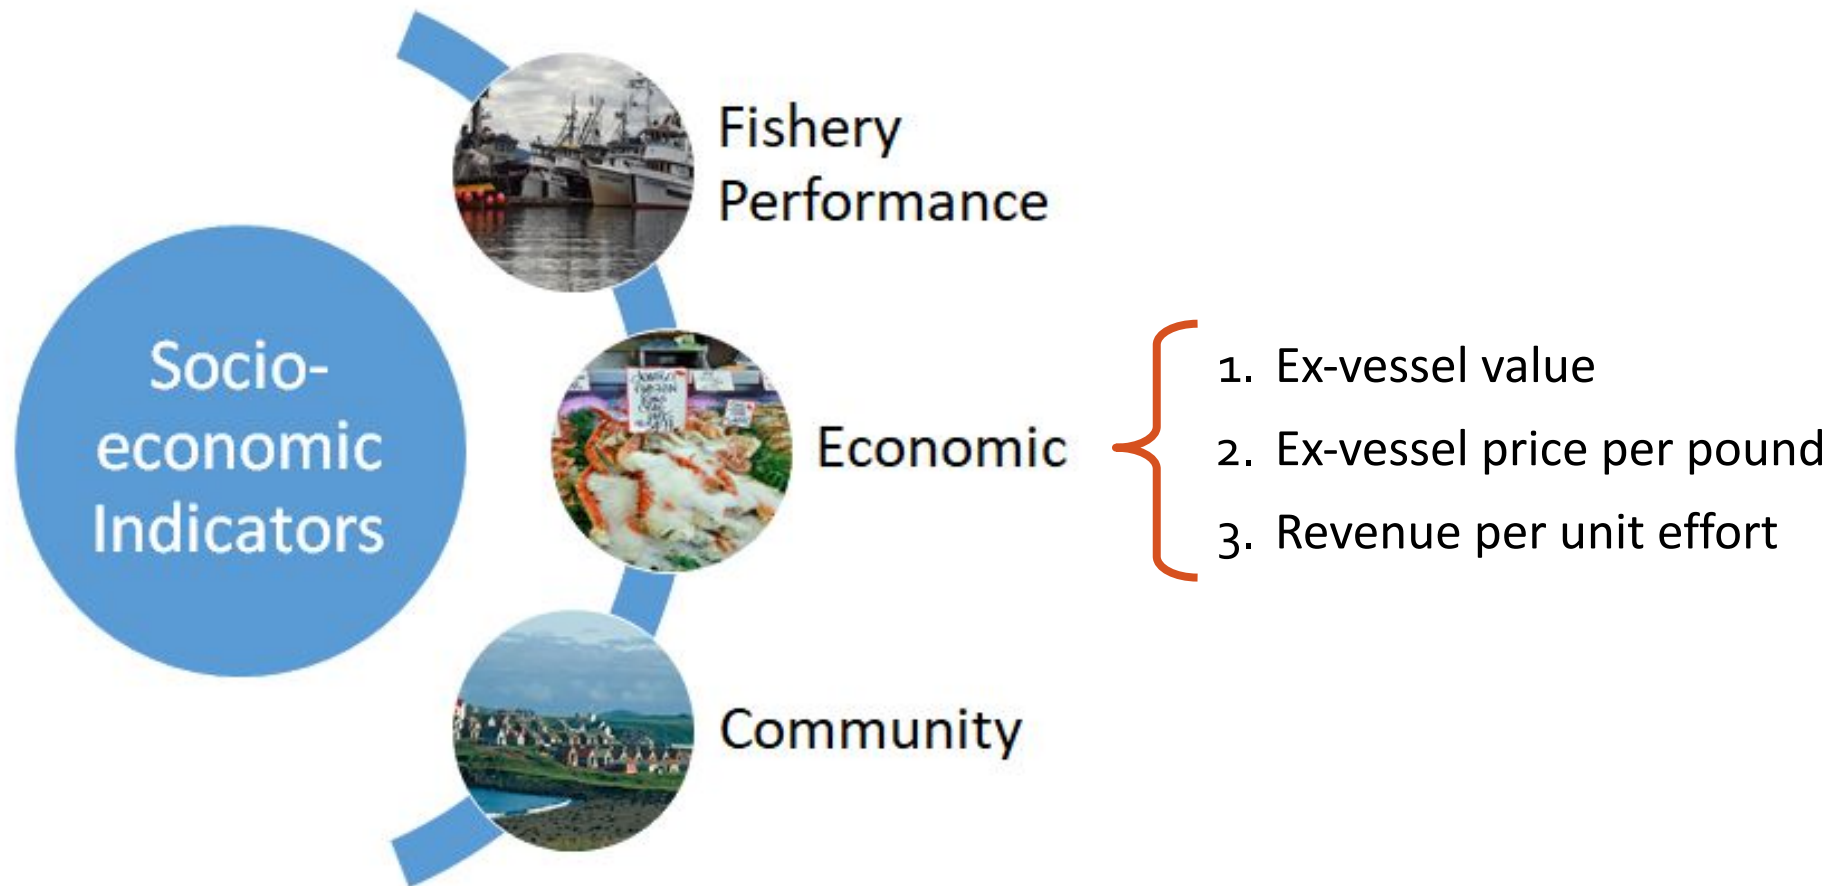 Socio-
economic
Indicators
Fishery
Performance
Economic
1. Ex-vessel value
2. Ex-vessel price per pound
3. Revenue per unit effort
Community